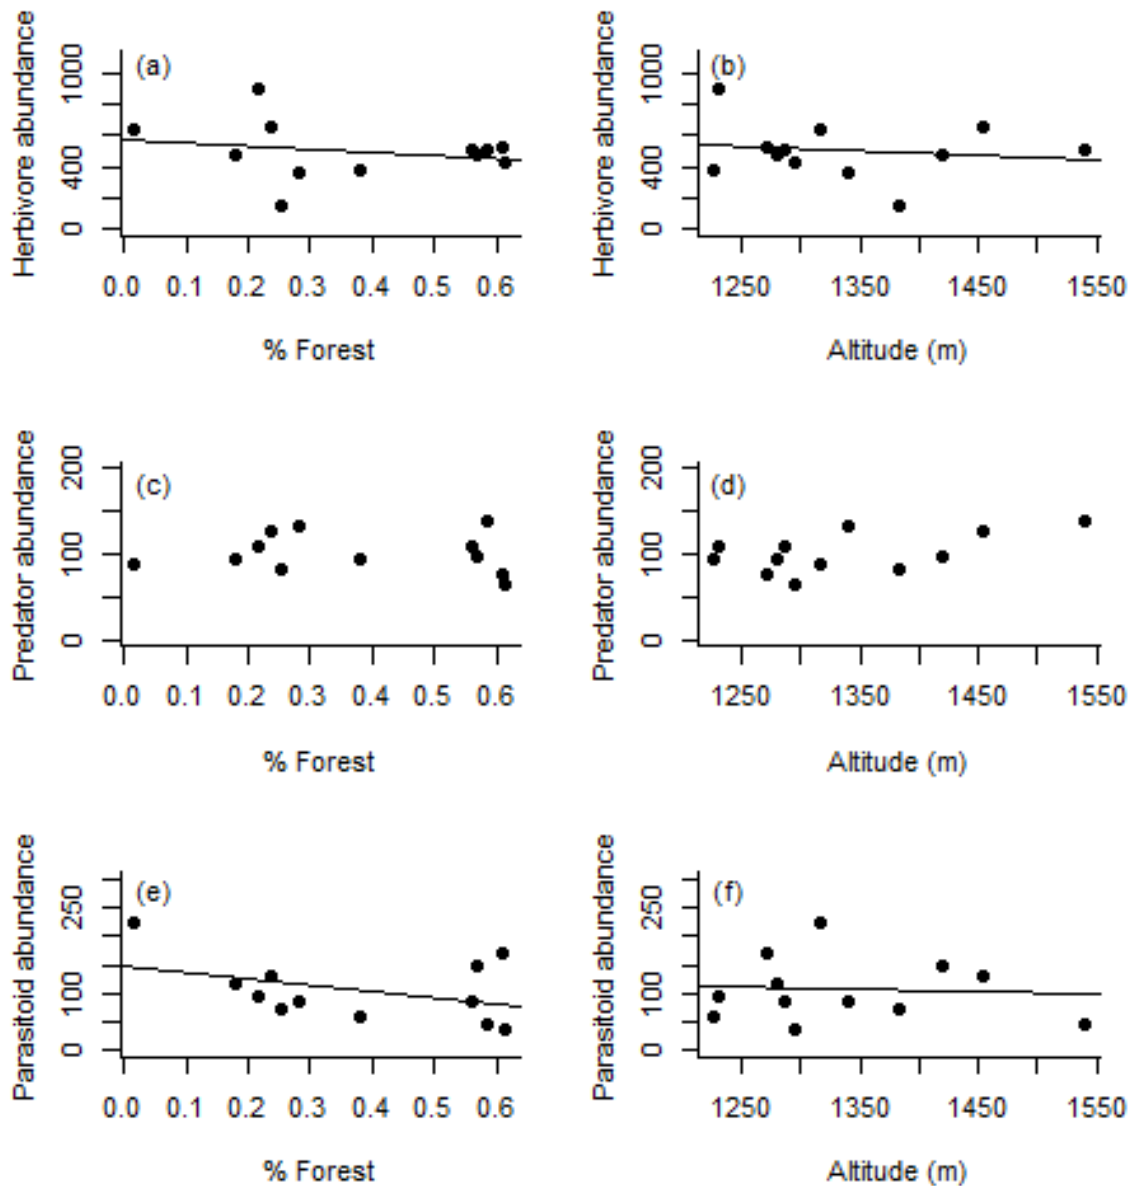 Herbivore abundance
(a)
0 400 1000
0.0 0.1 0.2 0.3 0.4 0.5 0.6
% Forest
Herbivore abundance
(b)
0 400 1000
1250 1350 1450 1550
Altitude (m)
Predator abundance
(c)
0 100 200
0.0 0.1 0.2 0.3 0.4 0.5 0.6
% Forest
Predator abundance
(d)
0 100 200
1250 1350 1450 1550
Altitude (m)
Parasitoid abundance
(e)
0 100 250
0.0 0.1 0.2 0.3 0.4 0.5 0.6
% Forest
Parasitoid abundance
(f)
0 100 250
1250 1350 1450 1550
Altitude (m)